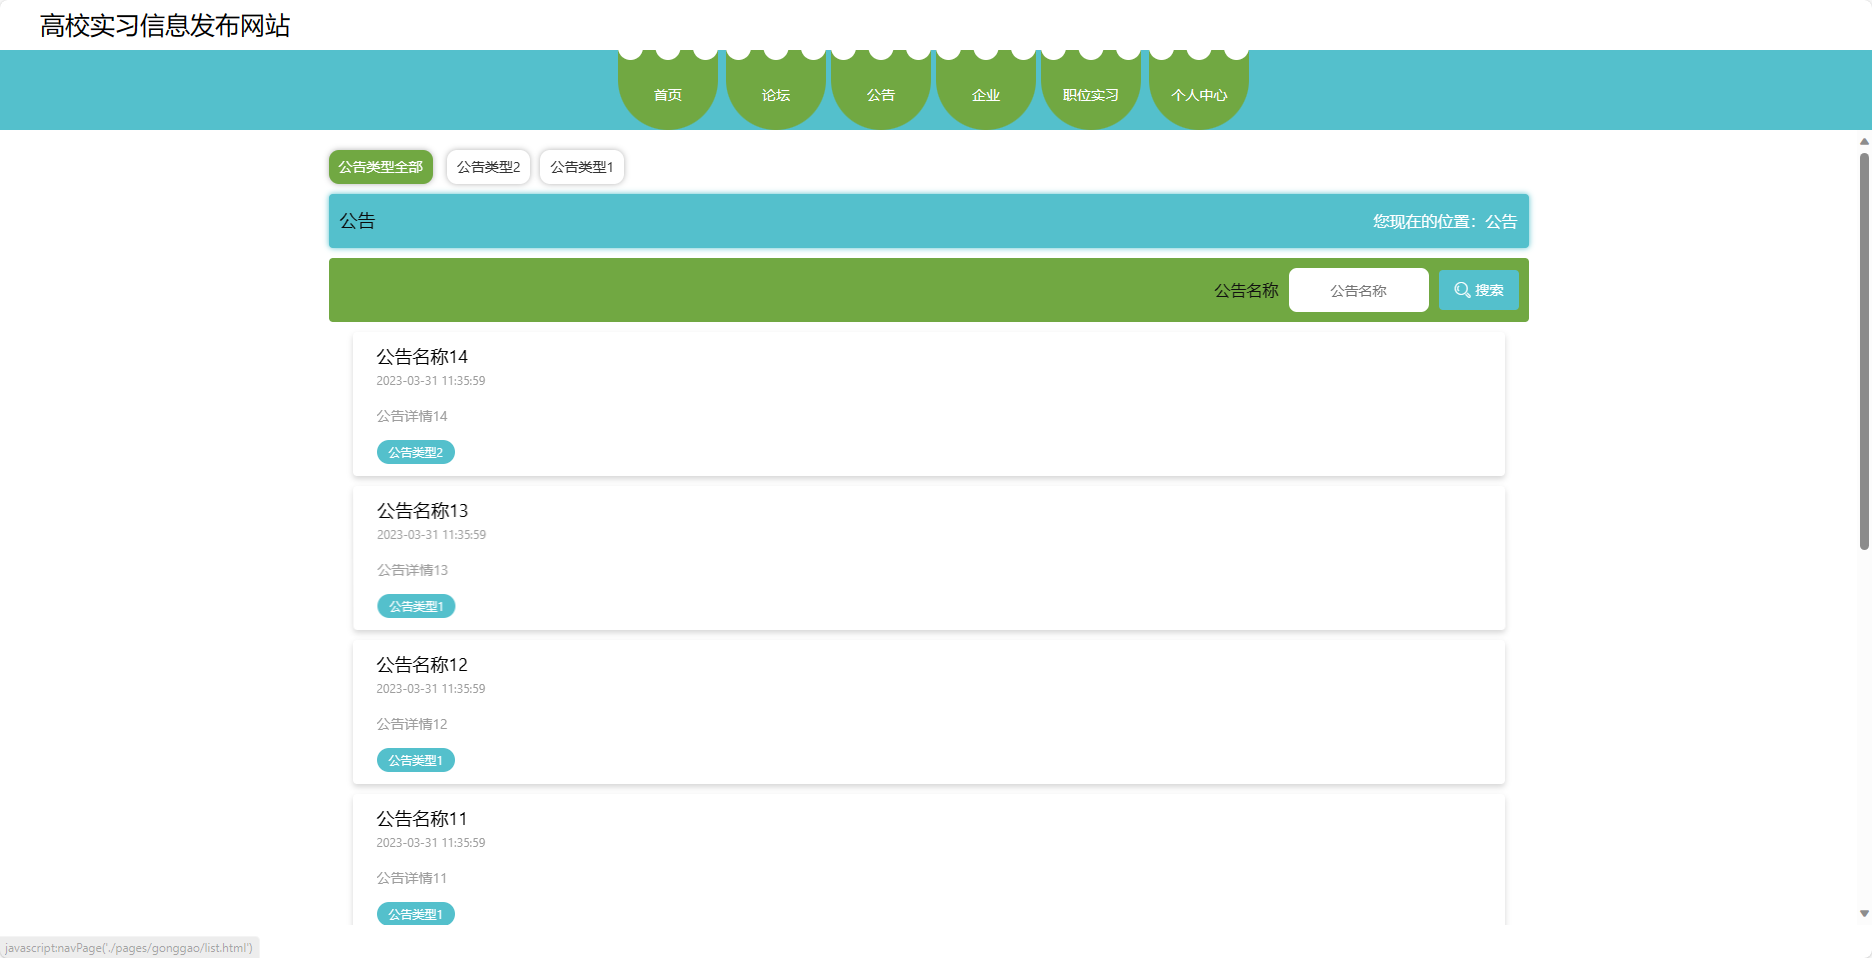 高校实习信息发布网站
首页 论坛 公告 企业 职位实习 个人中心
公告类型全部 公告类型2 公告类型1
公告 您现在的位置：公告
公告名称 公告名称 搜索
公告名称14
2023-03-31 11:35:59
公告详情14
公告类型2
公告名称13
2023-03-31 11:35:59
公告详情13
公告类型1
公告名称12
2023-03-31 11:35:59
公告详情12
公告类型1
公告名称11
2023-03-31 11:35:59
公告详情11
公告类型1
javascript:navPage('./pages/gonggao/list.html')